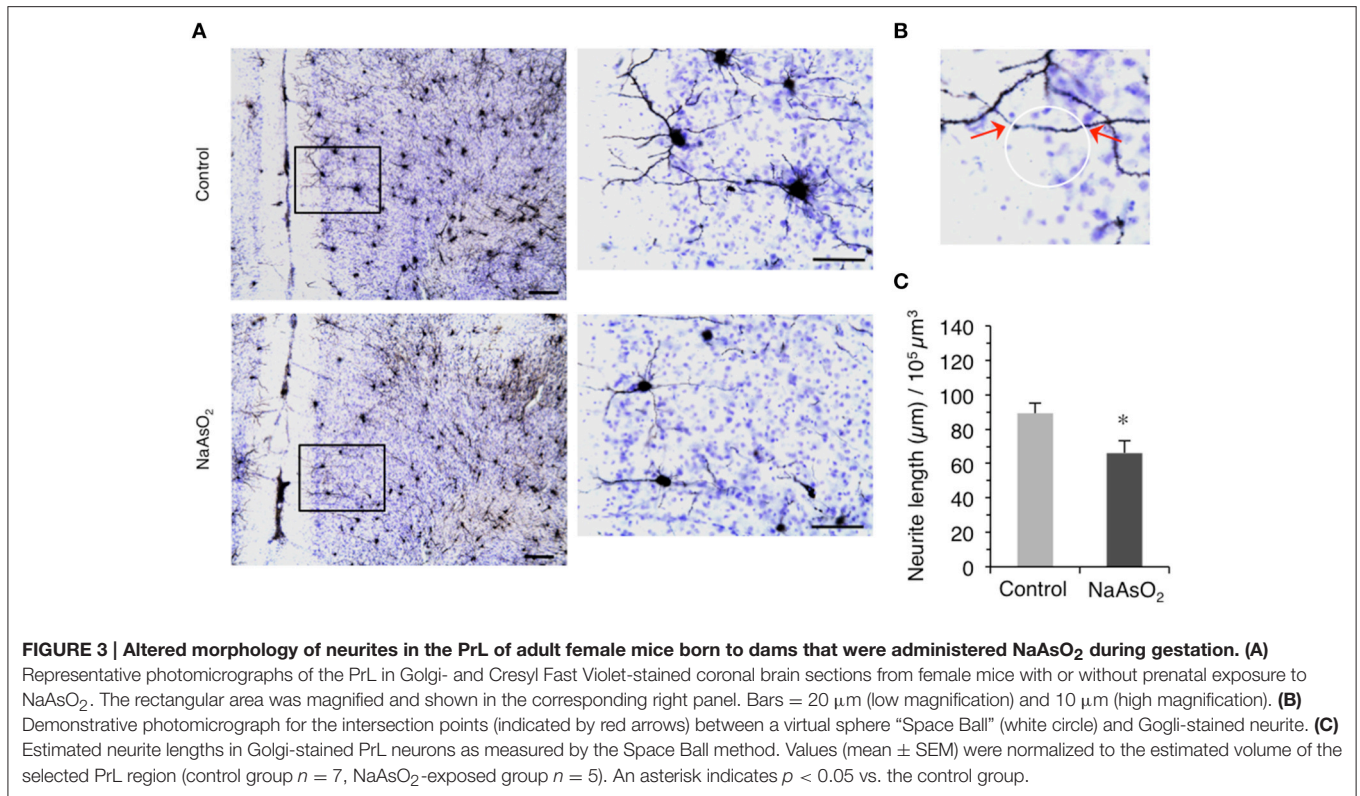 A
B
Control
NaAsO₂
C
Neurite length (µm) / 10⁵ µm³
140
120
100
80
60
40
20
0
*
Control NaAsO₂
FIGURE 3 | Altered morphology of neurites in the PrL of adult female mice born to dams that were administered NaAsO₂ during gestation. (A)
Representative photomicrographs of the PrL in Golgi- and Cresyl Fast Violet-stained coronal brain sections from female mice with or without prenatal exposure to
NaAsO₂. The rectangular area was magnified and shown in the corresponding right panel. Bars = 20 µm (low magnification) and 10 µm (high magnification). (B)
Demonstrative photomicrograph for the intersection points (indicated by red arrows) between a virtual sphere “Space Ball” (white circle) and Gogli-stained neurite. (C)
Estimated neurite lengths in Golgi-stained PrL neurons as measured by the Space Ball method. Values (mean ± SEM) were normalized to the estimated volume of the
selected PrL region (control group n = 7, NaAsO₂-exposed group n = 5). An asterisk indicates p < 0.05 vs. the control group.